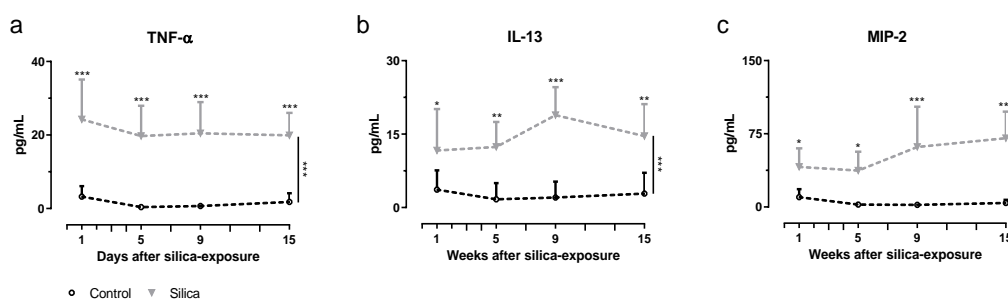 a
TNF-α
40
20
0
pg/mL
***
***
***
***
***
1
5
9
15
Days after silica-exposure
b
IL-13
30
15
0
pg/mL
*
**
***
**
***
1
5
9
15
Weeks after silica-exposure
c
MIP-2
150
75
0
pg/mL
*
*
***
**
1
5
9
15
Weeks after silica-exposure
Control
Silica